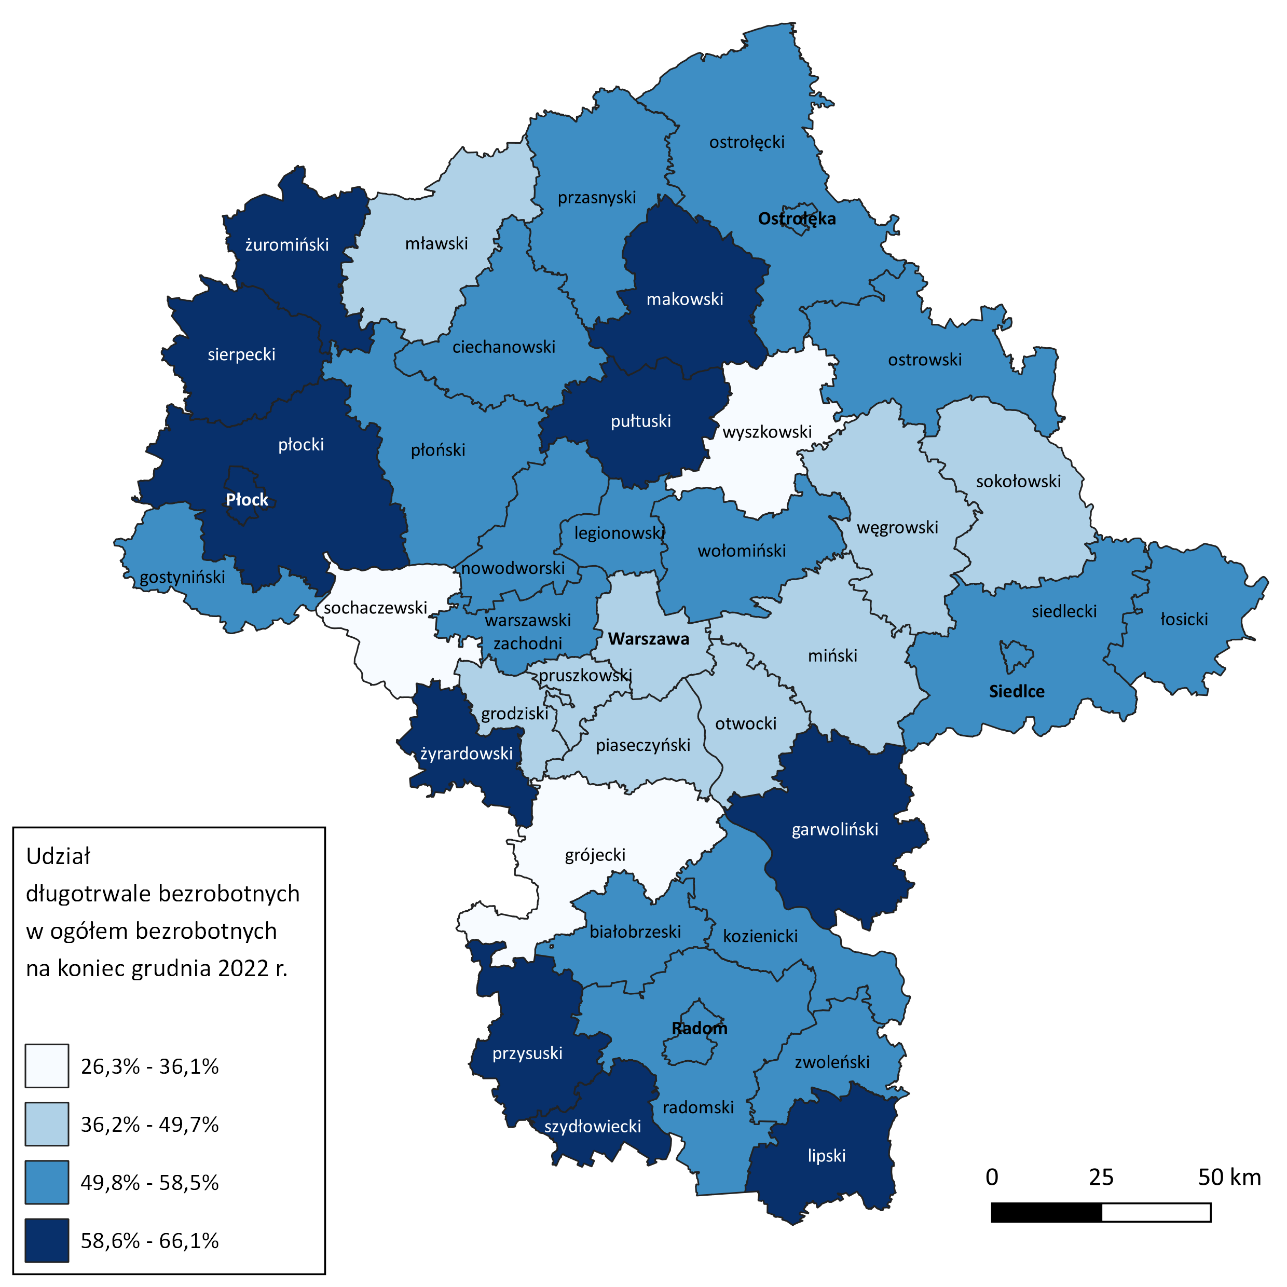 ostrołęcki
przasnyski
Ostrołęka
żuromiński
mławski
makowski
ciechanowski
sierpecki
ostrowski
pułtuski
wyszkowski
płocki
płoński
sokołowski
Płock
węgrowski
legionowski
wołomiński
nowodworski
gostyniński
sochaczewski
siedlecki
łosicki
warszawski
zachodni
Warszawa
miński
pruszkowski
Siedlce
grodziski
otwocki
piaseczyński
żyrardowski
garwoliński
grójecki
białobrzeski
kozienicki
Radom
przysuski
zwoleński
radomski
szydłowiecki
lipski
Udział
długotrwale bezrobotnych
w ogółem bezrobotnych
na koniec grudnia 2022 r.
26,3% - 36,1%
36,2% - 49,7%
49,8% - 58,5%
58,6% - 66,1%
0 25 50 km